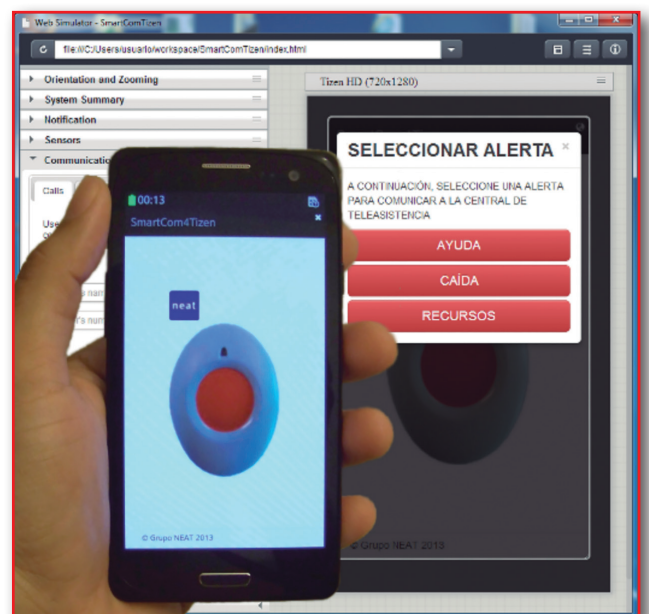 Web Simulator - SmartComTizen
file:///C:/Users/usuario/workspace/SmartComTizen/index.html
Orientation and Zooming
System Summary
Notification
Sensors
Communication
Calls
Tizen HD (720x1280)
SELECCIONAR ALERTA ×
A CONTINUACIÓN, SELECCIONE UNA ALERTA
PARA COMUNICAR A LA CENTRAL DE
TELEASISTENCIA
AYUDA
CAÍDA
RECURSOS
© Grupo NEAT 2013
00:13
SmartCom4Tizen
neat
© Grupo NEAT 2013